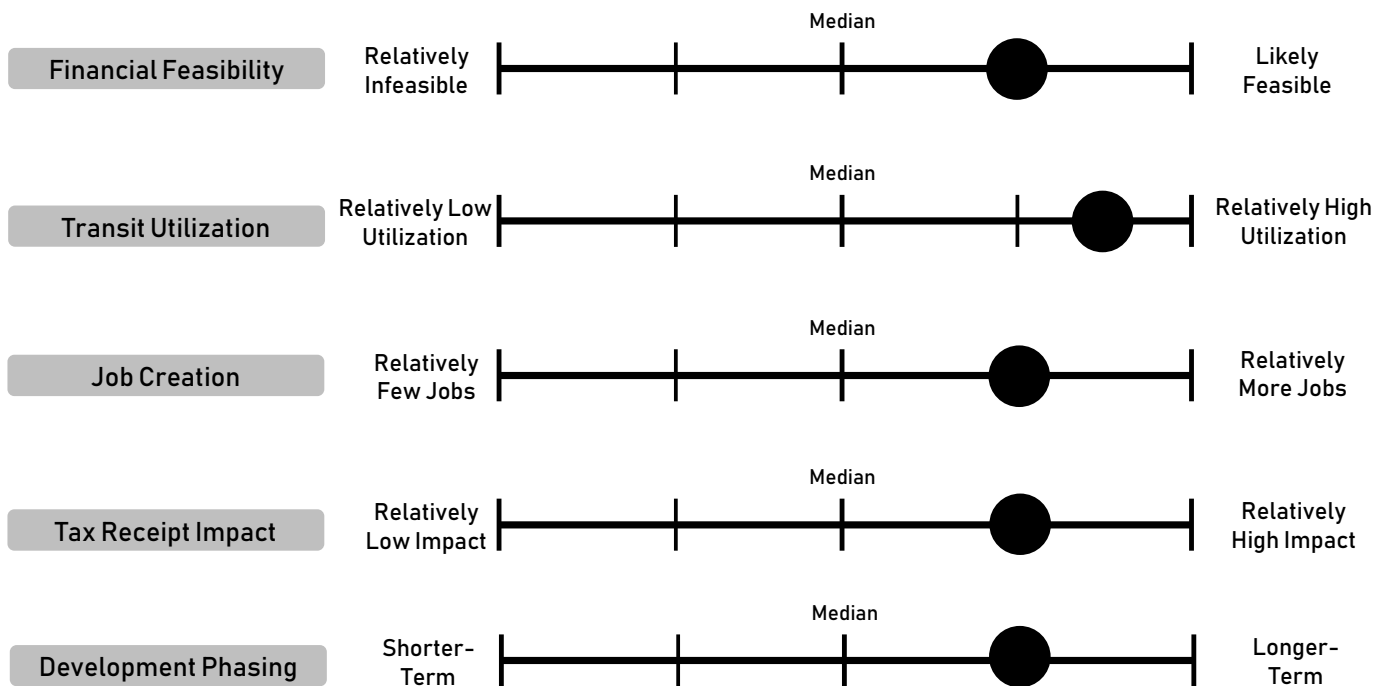 Median
Financial Feasibility
Relatively
Infeasible
Likely
Feasible
Median
Transit Utilization
Relatively Low
Utilization
Relatively High
Utilization
Median
Job Creation
Relatively
Few Jobs
Relatively
More Jobs
Median
Tax Receipt Impact
Relatively
Low Impact
Relatively
High Impact
Median
Development Phasing
Shorter-
Term
Longer-
Term